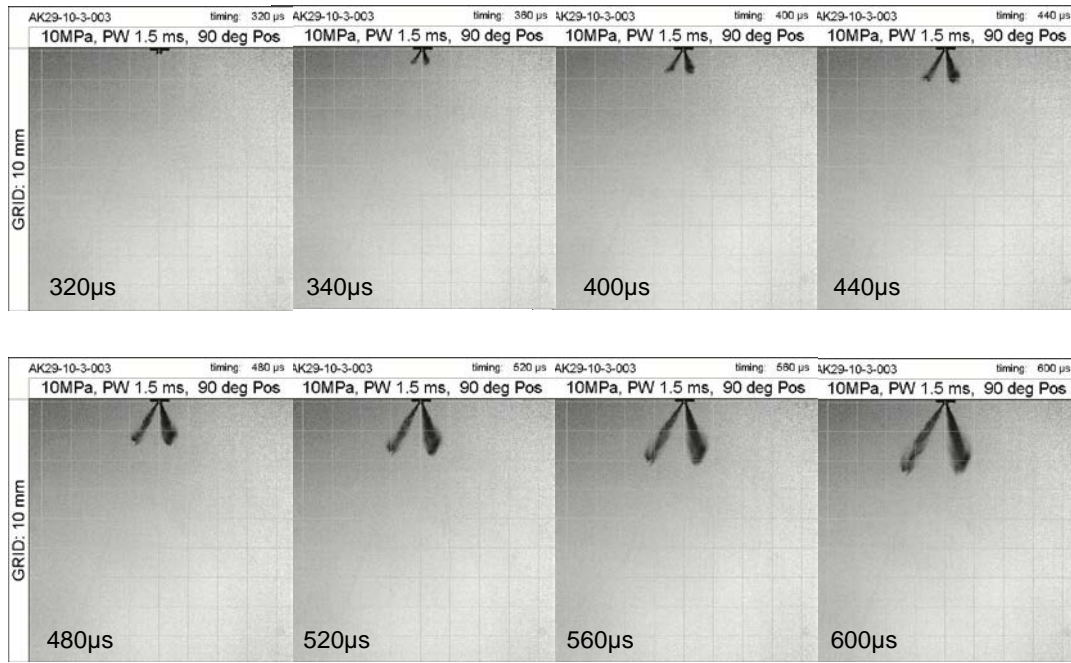 AK29-10-3-003 timing: 320 µs AK29-10-3-003 timing: 360 µs AK29-10-3-003 timing: 400 µs AK29-10-3-003 timing: 440 µs
10MPa, PW 1.5 ms, 90 deg Pos 10MPa, PW 1.5 ms, 90 deg Pos 10MPa, PW 1.5 ms, 90 deg Pos 10MPa, PW 1.5 ms, 90 deg Pos
GRID: 10 mm
320µs 340µs 400µs 440µs
AK29-10-3-003 timing: 480 µs AK29-10-3-003 timing: 520 µs AK29-10-3-003 timing: 560 µs AK29-10-3-003 timing: 600 µs
10MPa, PW 1.5 ms, 90 deg Pos 10MPa, PW 1.5 ms, 90 deg Pos 10MPa, PW 1.5 ms, 90 deg Pos 10MPa, PW 1.5 ms, 90 deg Pos
GRID: 10 mm
480µs 520µs 560µs 600µs